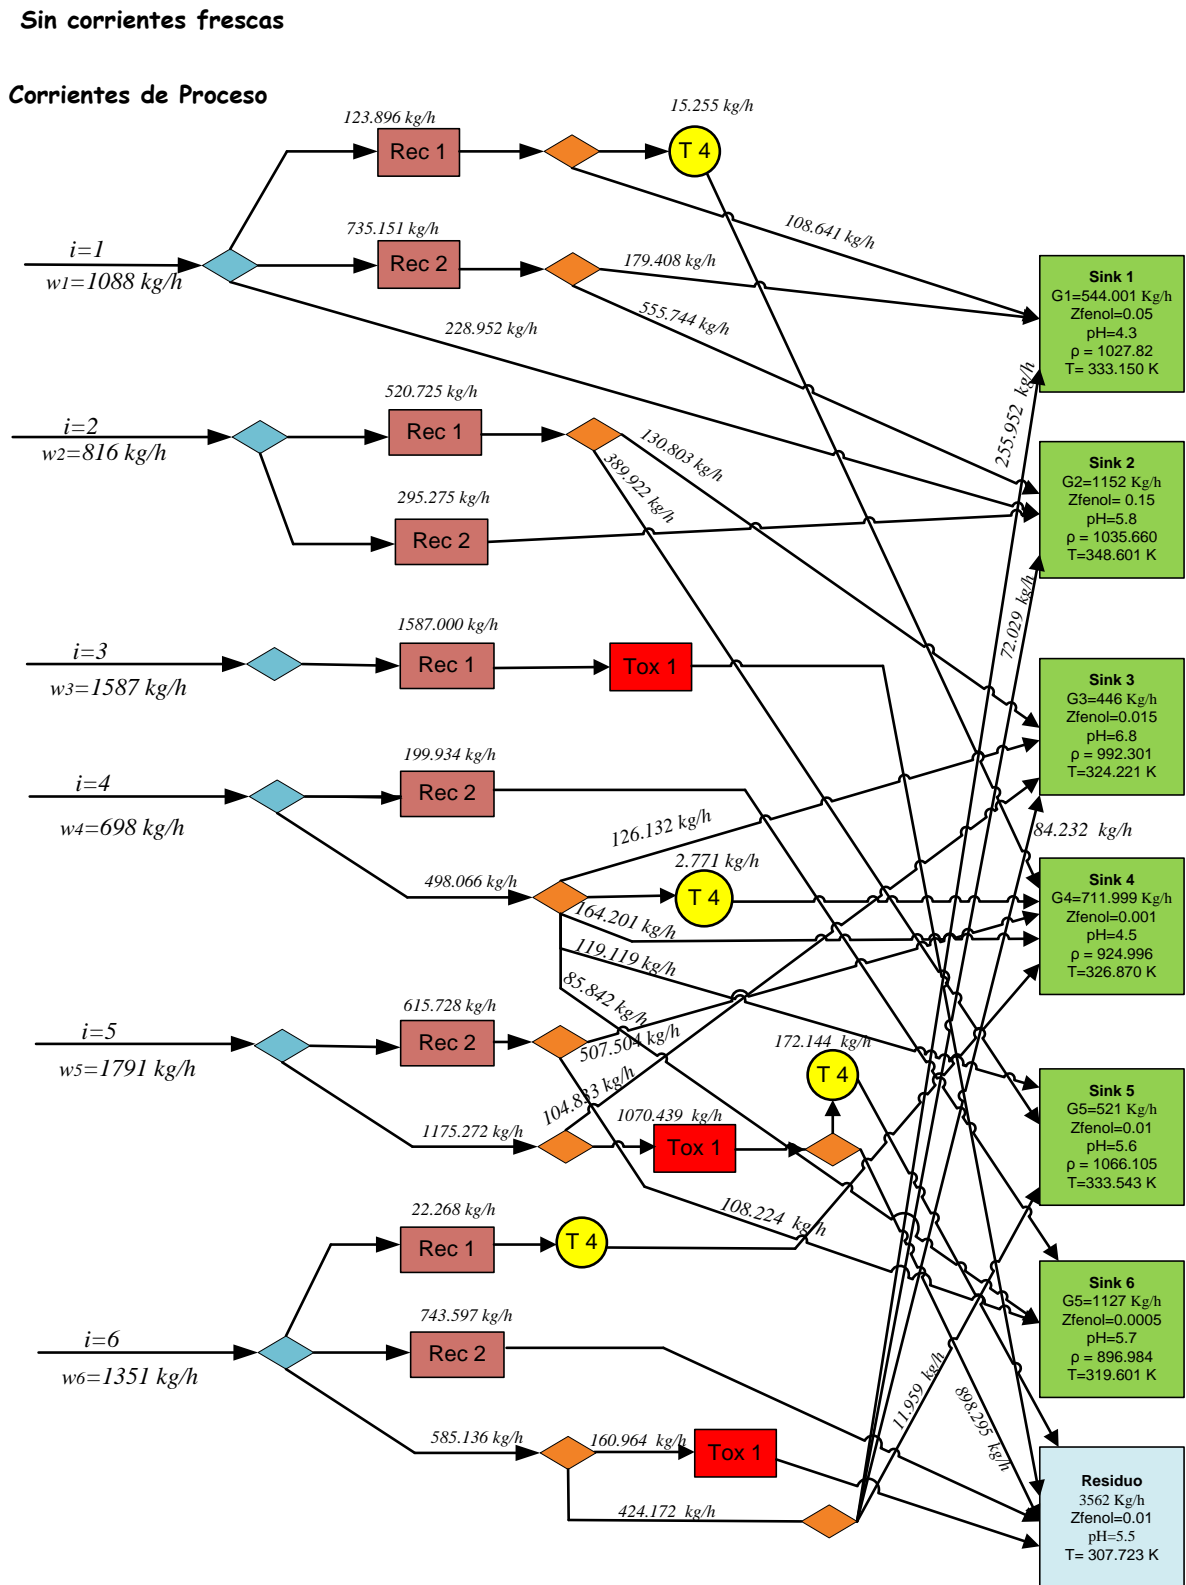 Sin corrientes frescas
Corrientes de Proceso
123.896 kg/h
15.255 kg/h
Rec 1
T 4
108.641 kg/h
i=1
w1=1088 kg/h
735.151 kg/h
Rec 2
179.408 kg/h
555.744 kg/h
228.952 kg/h
Sink 1
G1=544.001 Kg/h
Zfenol=0.05
pH=4.3
ρ = 1027.82
T= 333.150 K
255.952 kg/h
i=2
w2=816 kg/h
520.725 kg/h
Rec 1
130.803 kg/h
389.922 kg/h
295.275 kg/h
Rec 2
Sink 2
G2=1152 Kg/h
Zfenol= 0.15
pH=5.8
ρ = 1035.660
T=348.601 K
72.029 kg/h
i=3
w3=1587 kg/h
1587.000 kg/h
Rec 1
Tox 1
Sink 3
G3=446 Kg/h
Zfenol=0.015
pH=6.8
ρ = 992.301
T=324.221 K
84.232 kg/h
i=4
w4=698 kg/h
199.934 kg/h
Rec 2
126.132 kg/h
498.066 kg/h
2.771 kg/h
T 4
164.201 kg/h
119.119 kg/h
85.842 kg/h
Sink 4
G4=711.999 Kg/h
Zfenol=0.001
pH=4.5
ρ = 924.996
T=326.870 K
i=5
w5=1791 kg/h
615.728 kg/h
Rec 2
507.504 kg/h
172.144 kg/h
T 4
104.833 kg/h
1175.272 kg/h
1070.439 kg/h
Tox 1
108.224 kg/h
Sink 5
G5=521 Kg/h
Zfenol=0.01
pH=5.6
ρ = 1066.105
T=333.543 K
22.268 kg/h
Rec 1
T 4
i=6
w6=1351 kg/h
743.597 kg/h
Rec 2
Sink 6
G5=1127 Kg/h
Zfenol=0.0005
pH=5.7
ρ = 896.984
T=319.601 K
11.959 kg/h
898.295 kg/h
585.136 kg/h
160.964 kg/h
Tox 1
424.172 kg/h
Residuo
3562 Kg/h
Zfenol=0.01
pH=5.5
T= 307.723 K